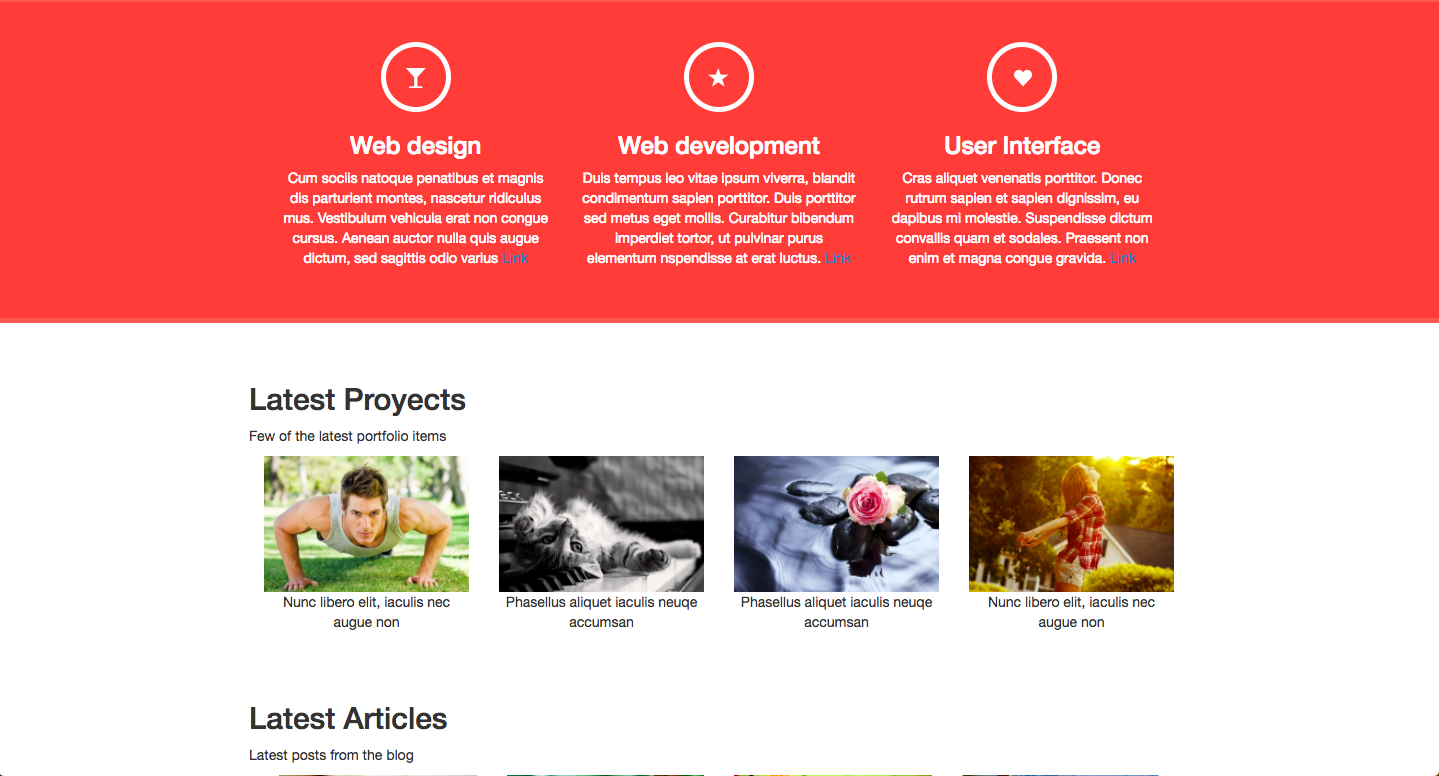 Web design
Cum sociis natoque penatibus et magnis
dis parturient montes, nascetur ridiculus
mus. Vestibulum vehicula erat non congue
cursus. Aenean auctor nulla quis augue
dictum, sed sagittis odio varius Link
Web development
Duis tempus leo vitae ipsum viverra, blandit
condimentum sapien porttitor. Duis porttitor
sed metus eget mollis. Curabitur bibendum
imperdiet tortor, ut pulvinar purus
elementum nspendisse at erat luctus. Link
User Interface
Cras aliquet venenatis porttitor. Donec
rutrum sapien et sapien dignissim, eu
dapibus mi molestie. Suspendisse dictum
convallis quam et sodales. Praesent non
enim et magna congue gravida. Link
Latest Proyects
Few of the latest portfolio items
Nunc libero elit, iaculis nec
augue non
Phasellus aliquet iaculis neuqe
accumsan
Phasellus aliquet iaculis neuqe
accumsan
Nunc libero elit, iaculis nec
augue non
Latest Articles
Latest posts from the blog